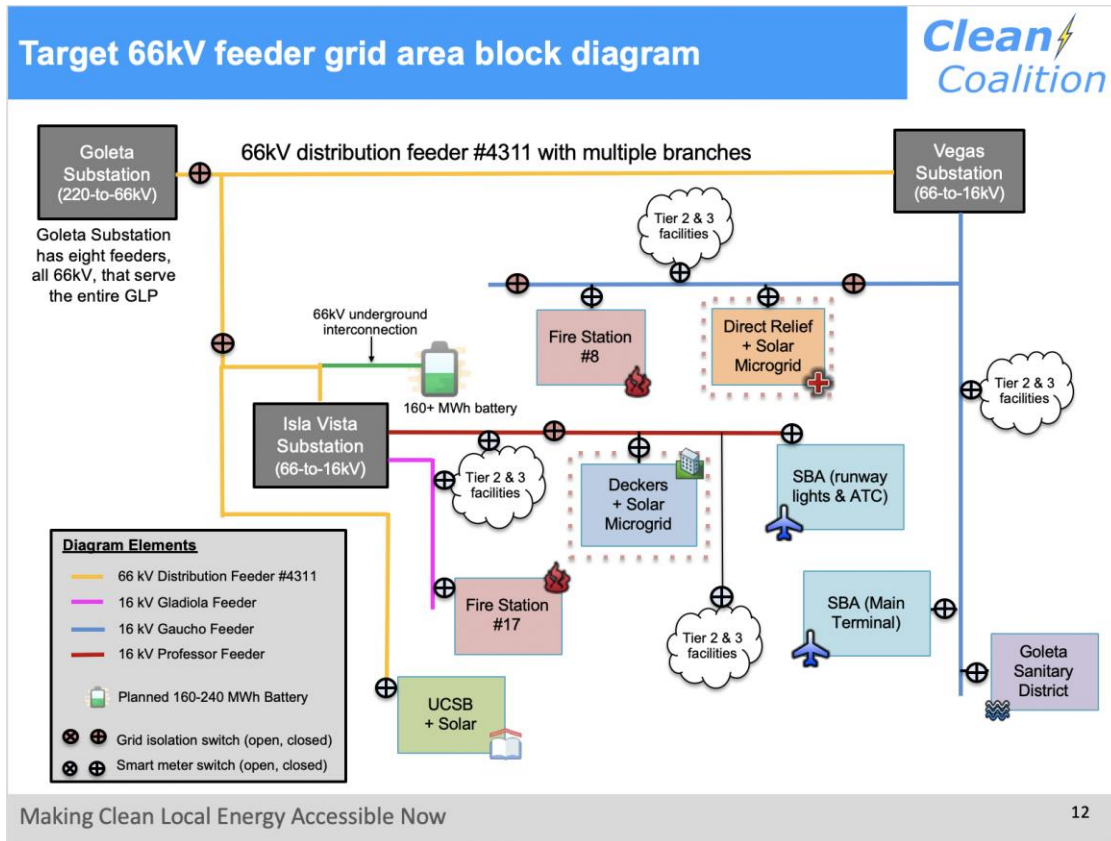 Target 66kV feeder grid area block diagram
Clean
Coalition
Goleta
Substation
(220-to-66kV)
66kV distribution feeder #4311 with multiple branches
Vegas
Substation
(66-to-16kV)
Goleta Substation
has eight feeders,
all 66kV, that serve
the entire GLP
Tier 2 & 3
facilities
66kV underground
interconnection
160+ MWh battery
Fire Station
#8
Direct Relief
+ Solar
Microgrid
Tier 2 & 3
facilities
Isla Vista
Substation
(66-to-16kV)
Tier 2 & 3
facilities
Deckers
+ Solar
Microgrid
SBA (runway
lights & ATC)
Fire Station
#17
Tier 2 & 3
facilities
SBA (Main
Terminal)
Goleta
Sanitary
District
UCSB
+ Solar
Diagram Elements
66 kV Distribution Feeder #4311
16 kV Gladiola Feeder
16 kV Gaucho Feeder
16 kV Professor Feeder
Planned 160-240 MWh Battery
Grid isolation switch (open, closed)
Smart meter switch (open, closed)
Making Clean Local Energy Accessible Now
12